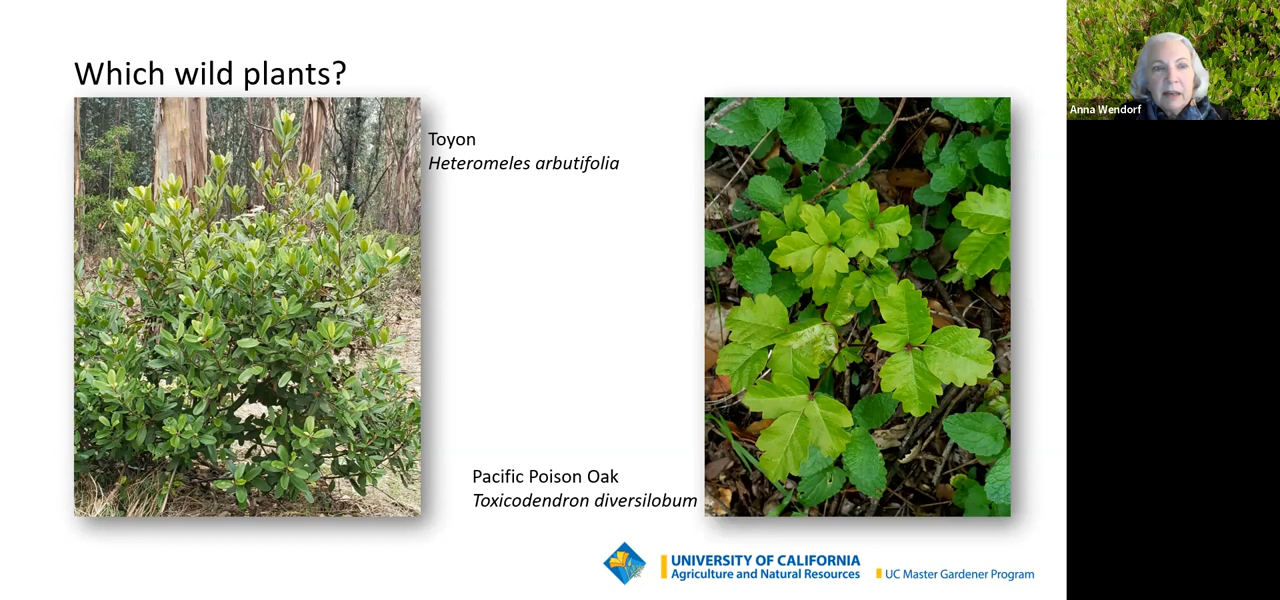 Which wild plants?
Toyon
Heteromeles arbutifolia
Pacific Poison Oak
Toxicodendron diversilobum
UNIVERSITY OF CALIFORNIA
Agriculture and Natural Resources
UC Master Gardener Program
Anna Wendorf